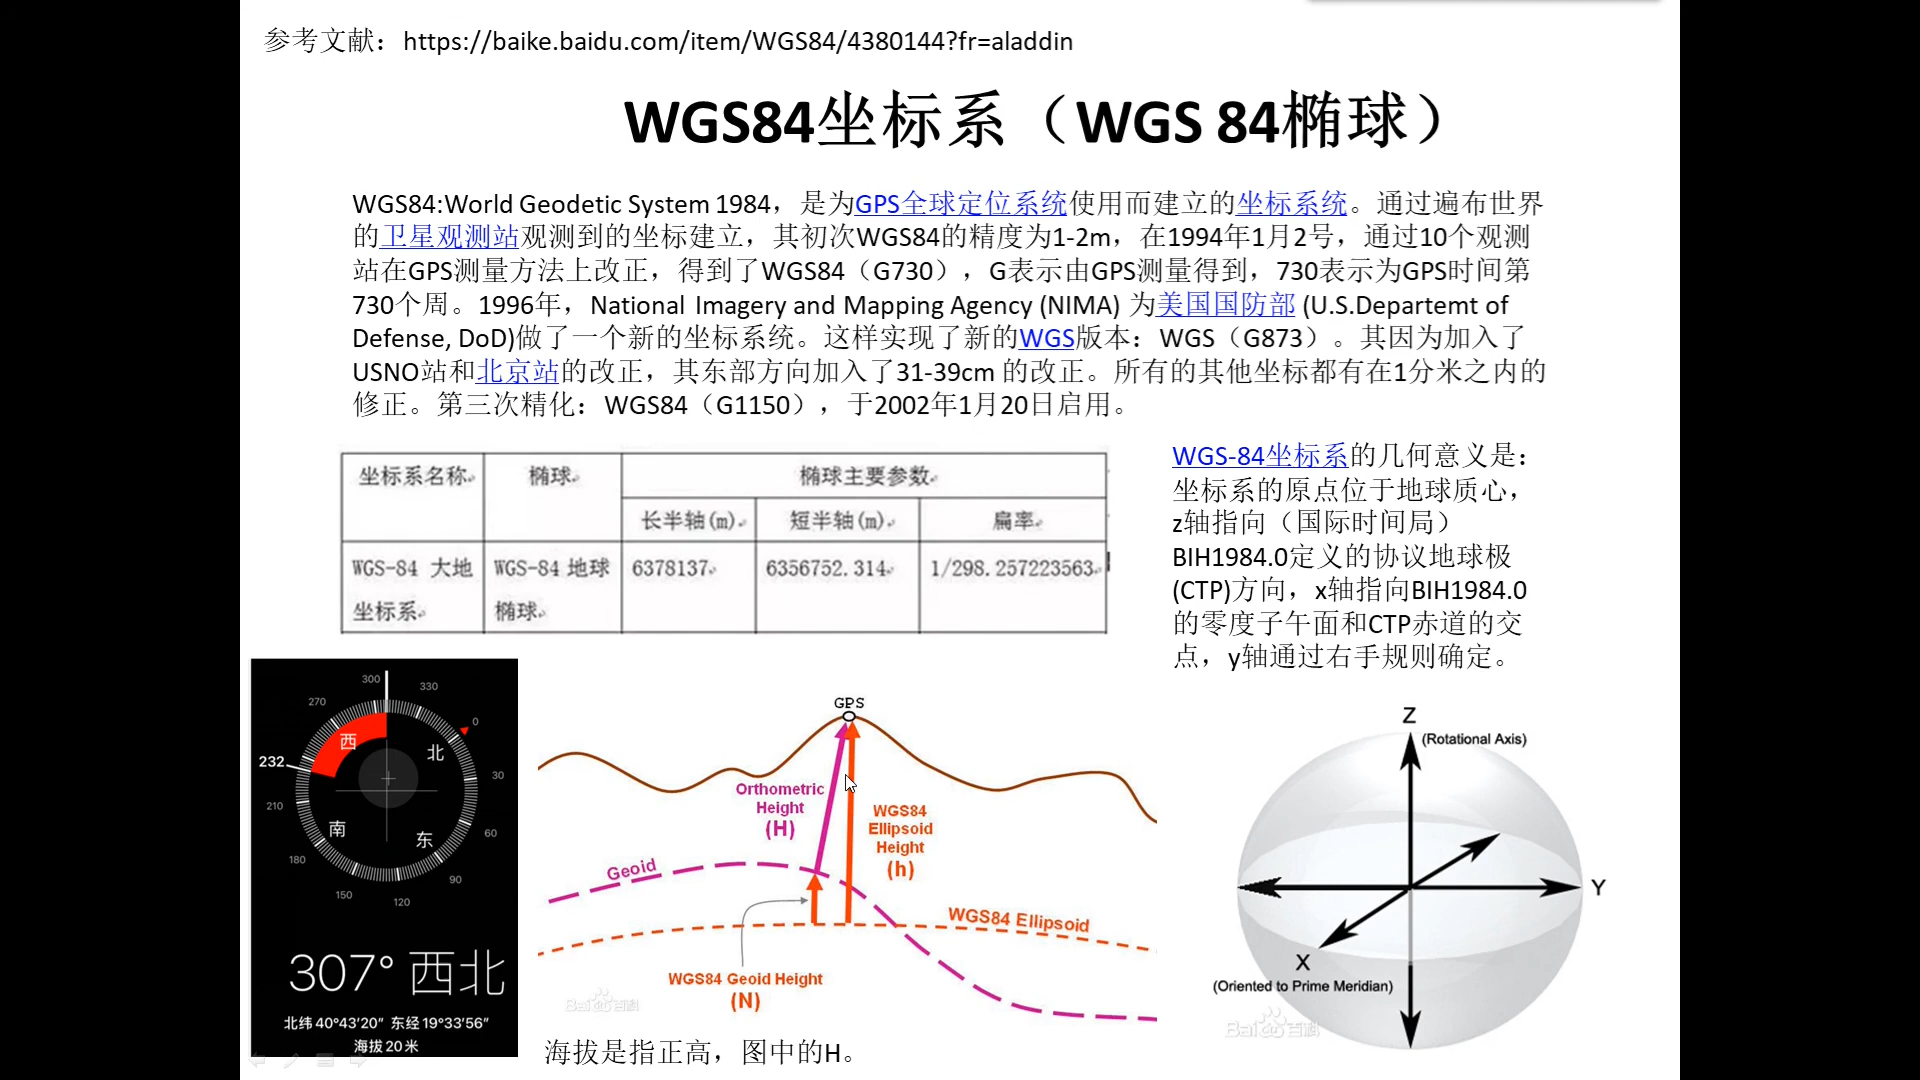 参考文献：https://baike.baidu.com/item/WGS84/4380144?fr=aladdin
WGS84坐标系（WGS 84椭球）
WGS84:World Geodetic System 1984，是为GPS全球定位系统使用而建立的坐标系统。通过遍布世界
的卫星观测站观测到的坐标建立，其初次WGS84的精度为1-2m，在1994年1月2号，通过10个观测
站在GPS测量方法上改正，得到了WGS84（G730），G表示由GPS测量得到，730表示为GPS时间第
730个周。1996年，National Imagery and Mapping Agency (NIMA) 为美国国防部 (U.S.Departemt of
Defense, DoD)做了一个新的坐标系统。这样实现了新的WGS版本：WGS（G873）。其因为加入了
USNO站和北京站的改正，其东部方向加入了31-39cm 的改正。所有的其他坐标都有在1分米之内的
修正。第三次精化：WGS84（G1150），于2002年1月20日启用。
坐标系名称 椭球 椭球主要参数
长半轴(m) 短半轴(m) 扁率
WGS-84 大地 WGS-84 地球 6378137 6356752.314 1/298.257223563
坐标系 椭球
WGS-84坐标系的几何意义是：
坐标系的原点位于地球质心，
z轴指向（国际时间局）
BIH1984.0定义的协议地球极
(CTP)方向，x轴指向BIH1984.0
的零度子午面和CTP赤道的交
点，y轴通过右手规则确定。
300
330
270
0
西
北
232
30
210
南
东
60
180
90
150
120
307° 西北
北纬 40°43′20″ 东经 19°33′56″
海拔 20 米
GPS
Orthometric
Height
(H)
WGS84
Ellipsoid
Height
(h)
Geoid
WGS84 Ellipsoid
WGS84 Geoid Height
(N)
Baidu百科
海拔是指正高，图中的H。
Z
(Rotational Axis)
Y
X
(Oriented to Prime Meridian)
Baidu百科